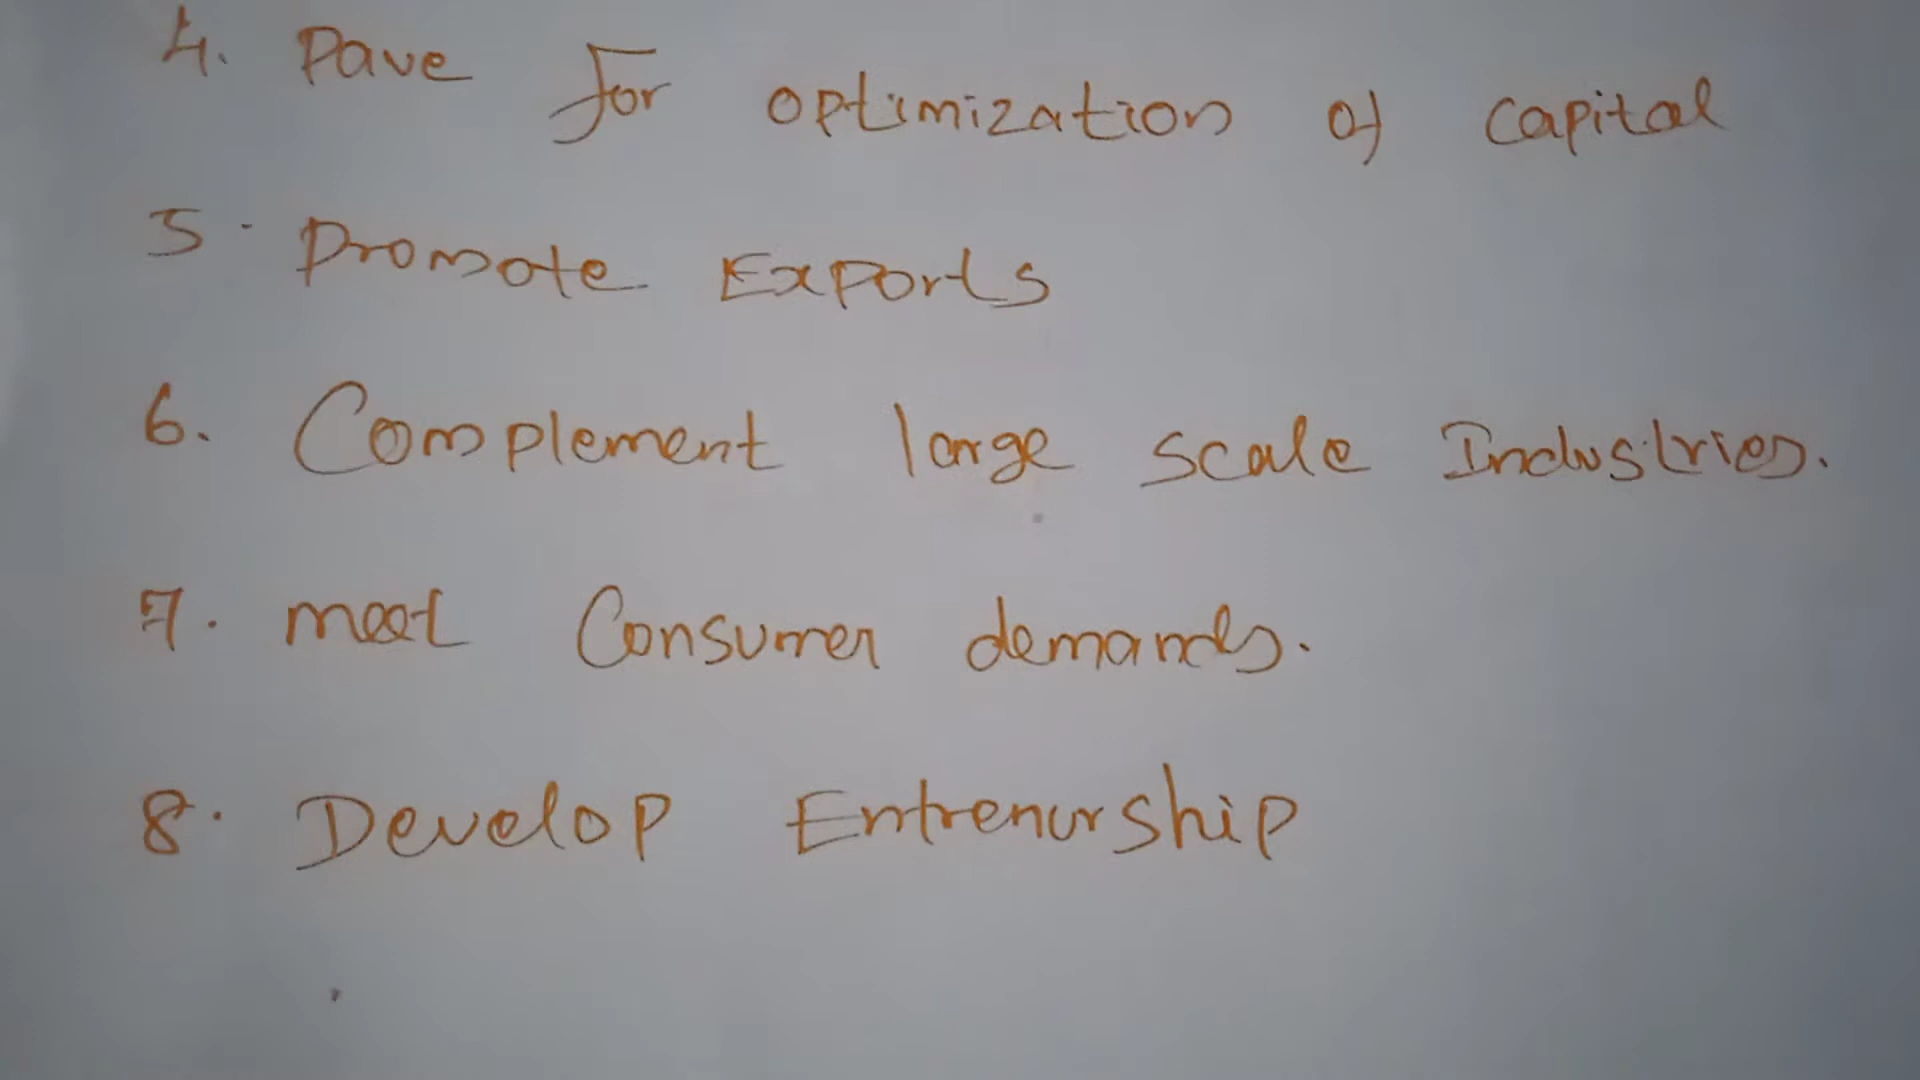 4. Pave for optimization of capital
5. Promote Exports
6. Complement large scale Industries.
7. meet Consumer demands.
8. Develop Entrenurship